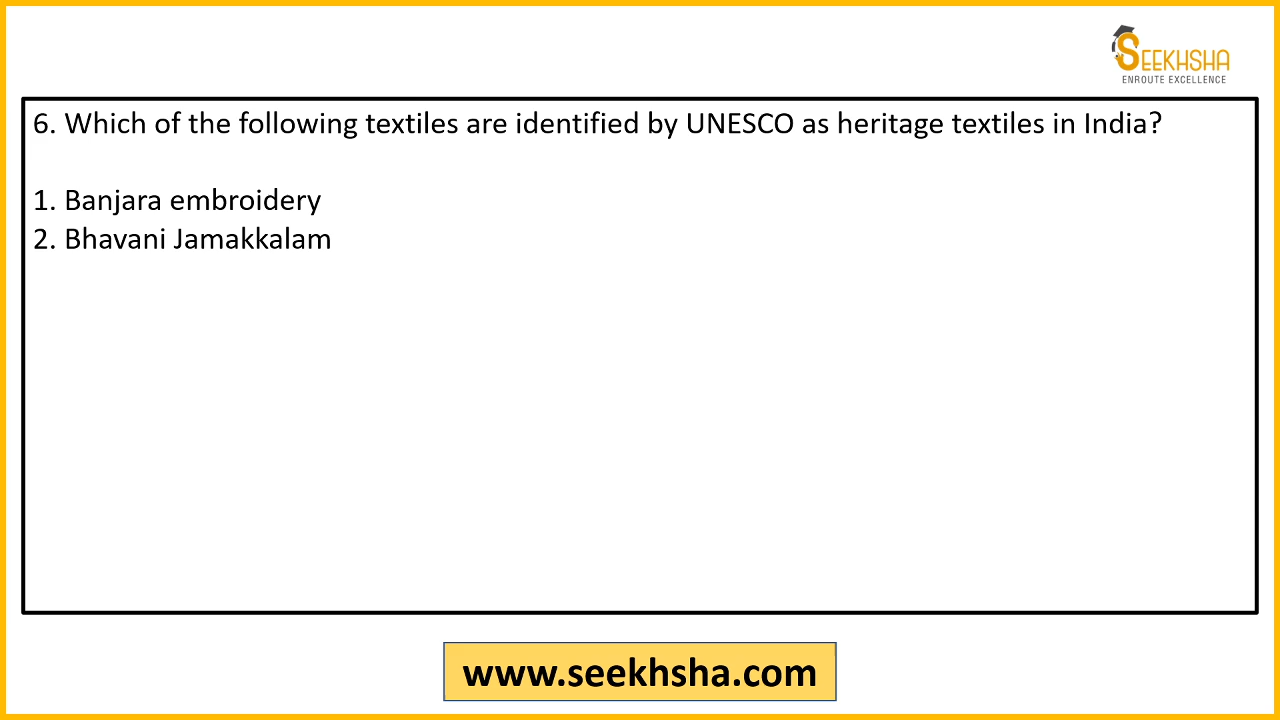 SEEKHSHA
ENROUTE EXCELLENCE
6. Which of the following textiles are identified by UNESCO as heritage textiles in India?
1. Banjara embroidery
2. Bhavani Jamakkalam
www.seekhsha.com